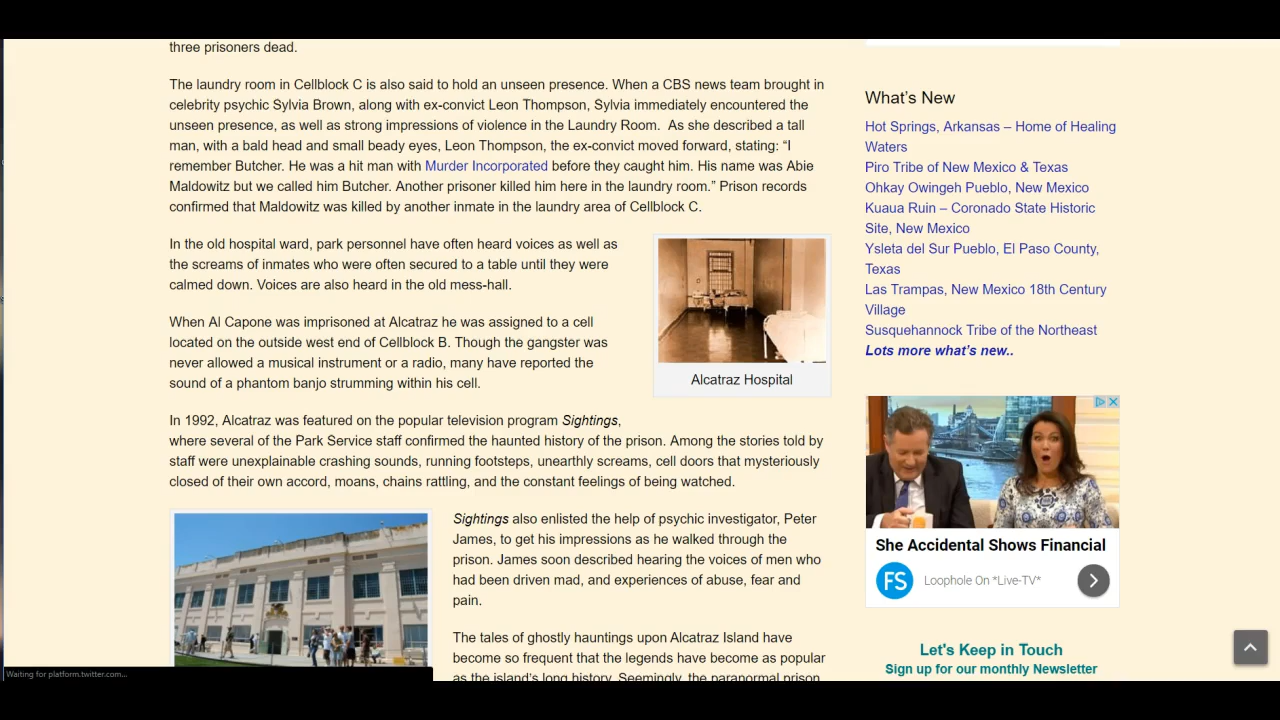 three prisoners dead.
The laundry room in Cellblock C is also said to hold an unseen presence. When a CBS news team brought in
celebrity psychic Sylvia Brown, along with ex-convict Leon Thompson, Sylvia immediately encountered the
unseen presence, as well as strong impressions of violence in the Laundry Room.  As she described a tall
man, with a bald head and small beady eyes, Leon Thompson, the ex-convict moved forward, stating: “I
remember Butcher. He was a hit man with Murder Incorporated before they caught him. His name was Abie
Maldowitz but we called him Butcher. Another prisoner killed him here in the laundry room.” Prison records
confirmed that Maldowitz was killed by another inmate in the laundry area of Cellblock C.
In the old hospital ward, park personnel have often heard voices as well as
the screams of inmates who were often secured to a table until they were
calmed down. Voices are also heard in the old mess-hall.
When Al Capone was imprisoned at Alcatraz he was assigned to a cell
located on the outside west end of Cellblock B. Though the gangster was
never allowed a musical instrument or a radio, many have reported the
sound of a phantom banjo strumming within his cell.
Alcatraz Hospital
In 1992, Alcatraz was featured on the popular television program Sightings,
where several of the Park Service staff confirmed the haunted history of the prison. Among the stories told by
staff were unexplainable crashing sounds, running footsteps, unearthly screams, cell doors that mysteriously
closed of their own accord, moans, chains rattling, and the constant feelings of being watched.
Sightings also enlisted the help of psychic investigator, Peter
James, to get his impressions as he walked through the
prison. James soon described hearing the voices of men who
had been driven mad, and experiences of abuse, fear and
pain.
The tales of ghostly hauntings upon Alcatraz Island have
become so frequent that the legends have become as popular
as the island’s long history. Seemingly, the paranormal prison
What’s New
Hot Springs, Arkansas – Home of Healing
Waters
Piro Tribe of New Mexico & Texas
Ohkay Owingeh Pueblo, New Mexico
Kuaua Ruin – Coronado State Historic
Site, New Mexico
Ysleta del Sur Pueblo, El Paso County,
Texas
Las Trampas, New Mexico 18th Century
Village
Susquehannock Tribe of the Northeast
Lots more what’s new..
She Accidental Shows Financial
FS
Loophole On *Live-TV*
Let's Keep in Touch
Sign up for our monthly Newsletter
Waiting for platform.twitter.com...